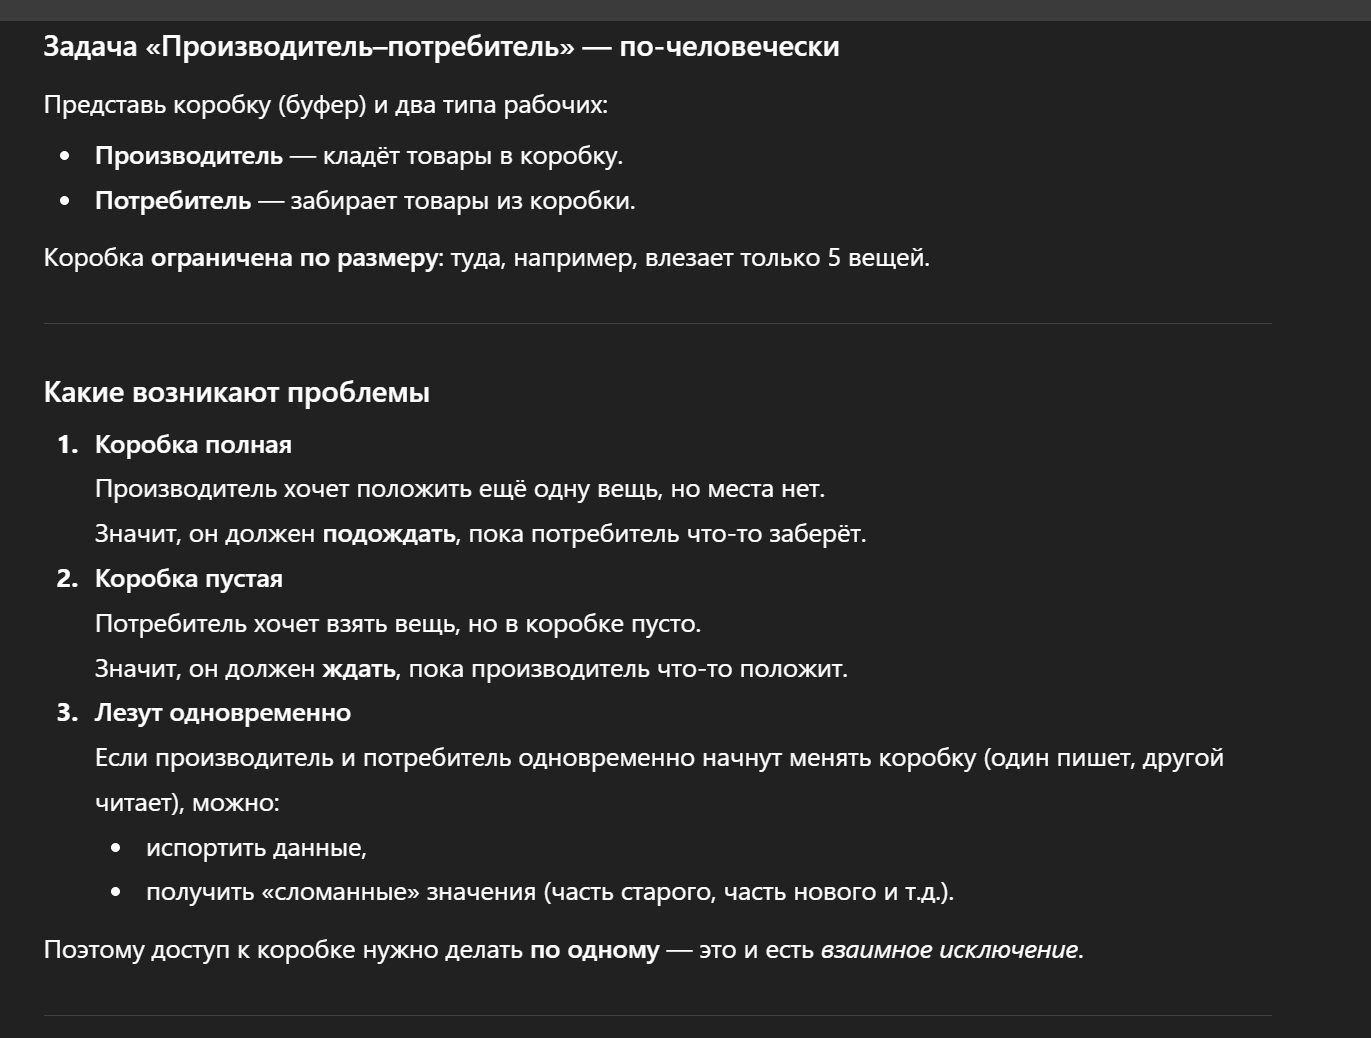 Задача «Производитель–потребитель» — по-человечески
Представь коробку (буфер) и два типа рабочих:
• Производитель — кладёт товары в коробку.
• Потребитель — забирает товары из коробки.
Коробка ограничена по размеру: туда, например, влезает только 5 вещей.
Какие возникают проблемы
1. Коробка полная
Производитель хочет положить ещё одну вещь, но места нет.
Значит, он должен подождать, пока потребитель что-то заберёт.
2. Коробка пустая
Потребитель хочет взять вещь, но в коробке пусто.
Значит, он должен ждать, пока производитель что-то положит.
3. Лезут одновременно
Если производитель и потребитель одновременно начнут менять коробку (один пишет, другой
читает), можно:
• испортить данные,
• получить «сломанные» значения (часть старого, часть нового и т.д.).
Поэтому доступ к коробке нужно делать по одному — это и есть взаимное исключение.